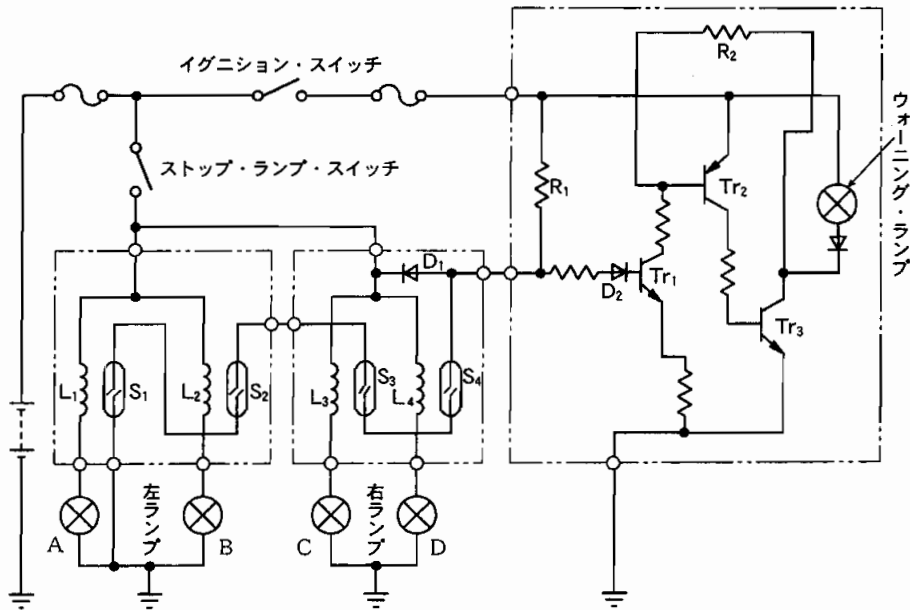 イグニション・スイッチ
ストップ・ランプ・スイッチ
ウォーニング・ランプ
R₂
R₁
Tr₂
Tr₁
Tr₃
D₁
D₂
L₁
S₁
L₂
S₂
L₃
S₃
L₄
S₄
左ランプ
右ランプ
A
B
C
D